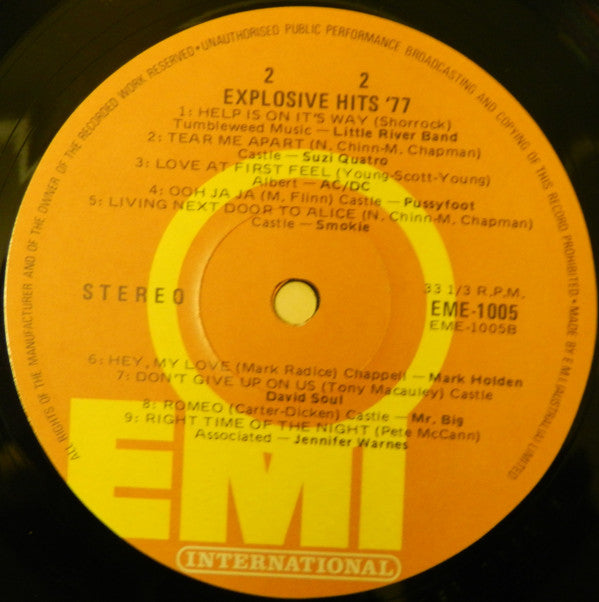 ALL RIGHTS OF THE MANUFACTURER AND OF THE OWNER OF THE RECORDED WORK RESERVED • UNAUTHORISED PUBLIC PERFORMANCE BROADCASTING AND COPYING OF THIS RECORD PROHIBITED • MADE BY E.M.I. (AUSTRALIA) LIMITED
2 2
EXPLOSIVE HITS '77
1: HELP IS ON IT'S WAY (Shorrock)
Tumbleweed Music — Little River Band
2: TEAR ME APART (N. Chinn-M. Chapman)
Castle — Suzi Quatro
3: LOVE AT FIRST FEEL (Young-Scott-Young)
Albert — AC/DC
4: OOH JA JA (M. Flinn) Castle — Pussyfoot
5: LIVING NEXT DOOR TO ALICE (N. Chinn-M. Chapman)
Castle — Smokie
STEREO
33 1/3 R.P.M.
EME-1005
EME-1005B
6: HEY, MY LOVE (Mark Radice) Chappell — Mark Holden
7: DON'T GIVE UP ON US (Tony Macauley) Castle
David Soul
8: ROMEO (Carter-Dicken) Castle — Mr. Big
9: RIGHT TIME OF THE NIGHT (Pete McCann)
Associated — Jennifer Warnes
EMI
INTERNATIONAL